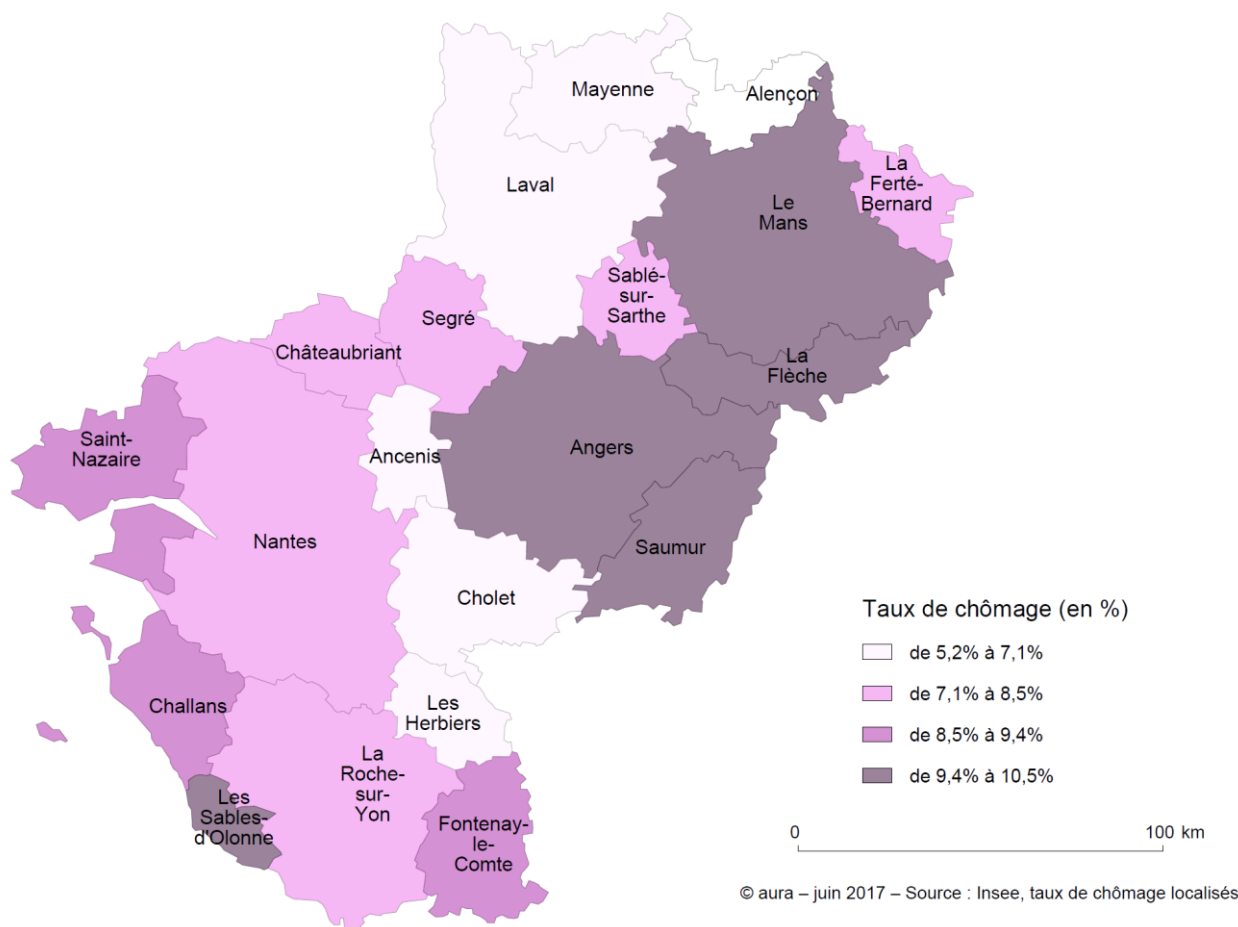 Mayenne
Alençon
La
Ferté-
Bernard
Laval
Le
Mans
Sablé-
sur-
Sarthe
Segré
Châteaubriant
La
Flèche
Saint-
Nazaire
Ancenis
Angers
Nantes
Saumur
Cholet
Challans
Les
Herbiers
La
Roche-
sur-
Yon
Les
Sables-
d'Olonne
Fontenay-
le-
Comte
Taux de chômage (en %)
de 5,2% à 7,1%
de 7,1% à 8,5%
de 8,5% à 9,4%
de 9,4% à 10,5%
0
100 km
© aura – juin 2017 – Source : Insee, taux de chômage localisés